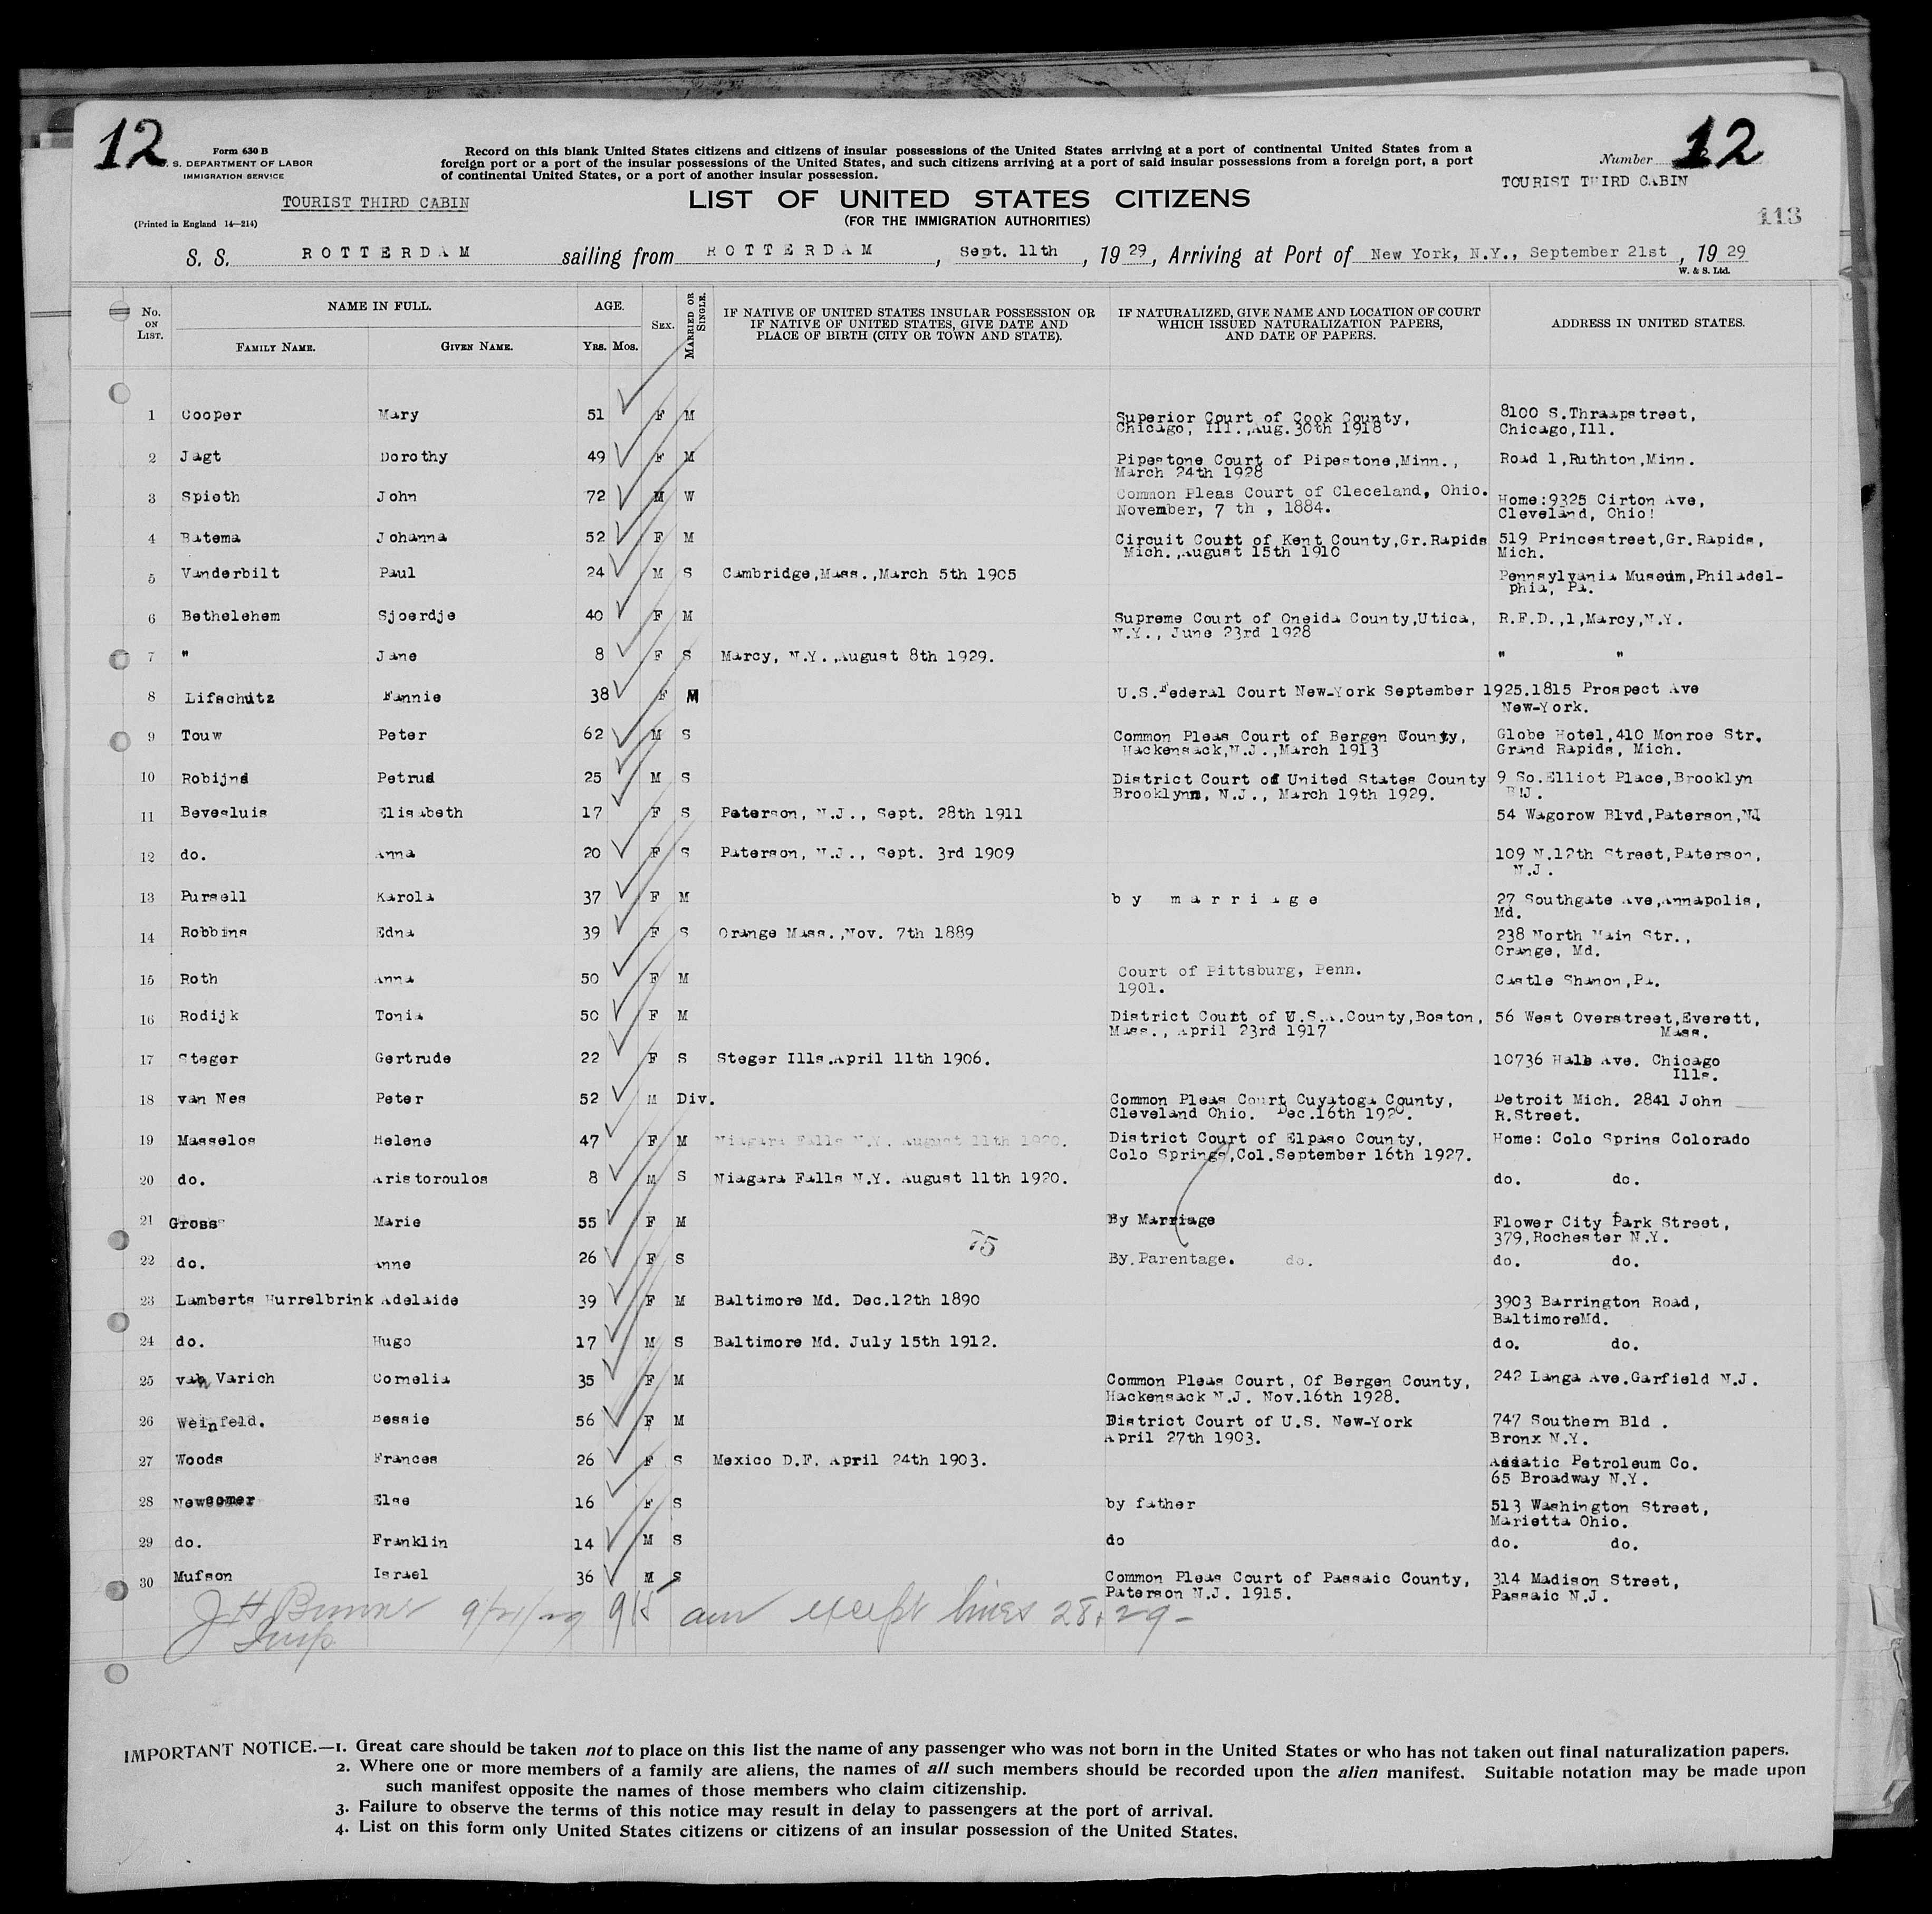 12
Form 630 B
S. DEPARTMENT OF LABOR
IMMIGRATION SERVICE
TOURIST THIRD CABIN
(Printed in England 14—214)
Record on this blank United States citizens and citizens of insular possessions of the United States arriving at a port of continental United States from a
foreign port or a port of the insular possessions of the United States, and such citizens arriving at a port of said insular possessions from a foreign port, a port
of continental United States, or a port of another insular possession.
LIST OF UNITED STATES CITIZENS
(FOR THE IMMIGRATION AUTHORITIES)
Number 12
TOURIST THIRD CABIN
113
S. S. ROTTERDAM sailing from ROTTERDAM, Sept. 11th, 1929, Arriving at Port of New York, N.Y., September 21st, 1929
W. & S. Ltd.
No. ON LIST. NAME IN FULL. FAMILY NAME. GIVEN NAME. AGE. YRS. MOS. SEX. MARRIED OR SINGLE. IF NATIVE OF UNITED STATES INSULAR POSSESSION OR IF NATIVE OF UNITED STATES, GIVE DATE AND PLACE OF BIRTH (CITY OR TOWN AND STATE). IF NATURALIZED, GIVE NAME AND LOCATION OF COURT WHICH ISSUED NATURALIZATION PAPERS, AND DATE OF PAPERS. ADDRESS IN UNITED STATES.
1 Cooper Mary 51 F M Superior Court of Cook County, 8100 S.Thraapstreet,
Chicago, Ill.,Aug.30th 1918 Chicago,Ill.
2 Jagt Dorothy 49 F M Pipestone Court of Pipestone,Minn., Road 1,Ruthton,Minn.
March 24th 1928
3 Spieth John 72 M W Common Pleas Court of Cleceland, Ohio. Home:9325 Cirton Ave,
November, 7 th , 1884. Cleveland, Ohio!
4 Batema Johanna 52 F M Circuit Court of Kent County,Gr.Rapids 519 Princestreet,Gr.Rapids,
Mich.,August 15th 1910 Mich.
5 Vanderbilt Paul 24 M S Cambridge,Mass.,March 5th 1905 Pennsylvania Museum,Philadel-
phia, Pa.
6 Bethelehem Sjoerdje 40 F M Supreme Court of Oneida County,Utica, R.F.D.,1,Marcy,N.Y.
N.Y., June 23rd 1928
7 " Jane 8 F S Marcy, N.Y.,August 8th 1929. " "
8 Lifschutz Fannie 38 F M U.S.Federal Court New-York September 1925.1815 Prospect Ave
New-York.
9 Touw Peter 62 M S Common Pleas Court of Bergen County, Globe Hotel,410 Monroe Str.
Hackensack,N.J.,March 1913 Grand Rapids, Mich.
10 Robijns Petrus 25 M S District Court of United States County 9 So.Elliot Place,Brooklyn
Brooklynn, N.J., March 19th 1929.
11 Bevesluis Elisabeth 17 F S Paterson, N.J., Sept. 28th 1911 54 Wagorow Blvd,Paterson,NJ
12 do. Anna 20 F S Paterson, N.J., Sept. 3rd 1909 109 N.12th Street,Paterson,
N.J.
13 Pursell Karola 37 F M by marriage 27 Southgate Ave,Annapolis,
Md.
14 Robbins Edna 39 F S Orange Mass.,Nov. 7th 1889 238 North Main Str.,
Orange, Md.
15 Roth Anna 50 F M Court of Pittsburg, Penn. Castle Shanon,Pa.
1901.
16 Rodijk Tonia 50 F M District Court of U.S.A.County,Boston, 56 West Overstreet,Everett,
Mass., April 23rd 1917 Mass.
17 Steger Gertrude 22 F S Steger Ills.April 11th 1906. 10736 Hale Ave. Chicago
Ills.
18 van Nes Peter 52 M Div. Common Pleas Court Cuyatoga County, Detroit Mich. 2841 John
Cleveland Ohio. Dec.16th 1920. R.Street.
19 Masselos Helene 47 F M Niagara Falls N.Y. August 11th 1920. District Court of Elpaso County, Home: Colo Sprins Colorado
Colo Springs,Col.September 16th 1927.
20 do. Aristoroulos 8 M S Niagara Falls N.Y. August 11th 1920. do. do.
21 Gross Marie 55 F M By Marriage Flower City Park Street,
379,Rochester N.Y.
75
22 do. Anne 26 F S By.Parentage. do. do. do.
23 Lamberts Hurrelbrink Adelaide 39 F M Baltimore Md. Dec.12th 1890 3903 Barrington Road,
BaltimoreMd.
24 do. Hugo 17 M S Baltimore Md. July 15th 1912. do. do.
25 van Varich Cornelia 35 F M Common Pleas Court, Of Bergen County, 242 Langa Ave.Garfield N.J.
Hackensack N.J. Nov.16th 1928.
26 Weinfeld. Bessie 56 F M District Court of U.S. New-York 747 Southern Bld .
April 27th 1903. Bronx N.Y.
27 Woods Frances 26 F S Mexico D.F. April 24th 1903. Asiatic Petroleum Co.
65 Broadway N.Y.
28 Newcomer Else 16 F S by father 513 Washington Street,
Marietta Ohio.
29 do. Franklin 14 M S do do. do.
30 Mufson Israel 36 M S Common Pleas Court of Passaic County, 314 Madison Street,
Paterson N.J. 1915. Passaic N.J.
9/21/29 915 am except lines 28 + 29-
Insp
IMPORTANT NOTICE.—1. Great care should be taken not to place on this list the name of any passenger who was not born in the United States or who has not taken out final naturalization papers.
2. Where one or more members of a family are aliens, the names of all such members should be recorded upon the alien manifest. Suitable notation may be made upon
such manifest opposite the names of those members who claim citizenship.
3. Failure to observe the terms of this notice may result in delay to passengers at the port of arrival.
4. List on this form only United States citizens or citizens of an insular possession of the United States.